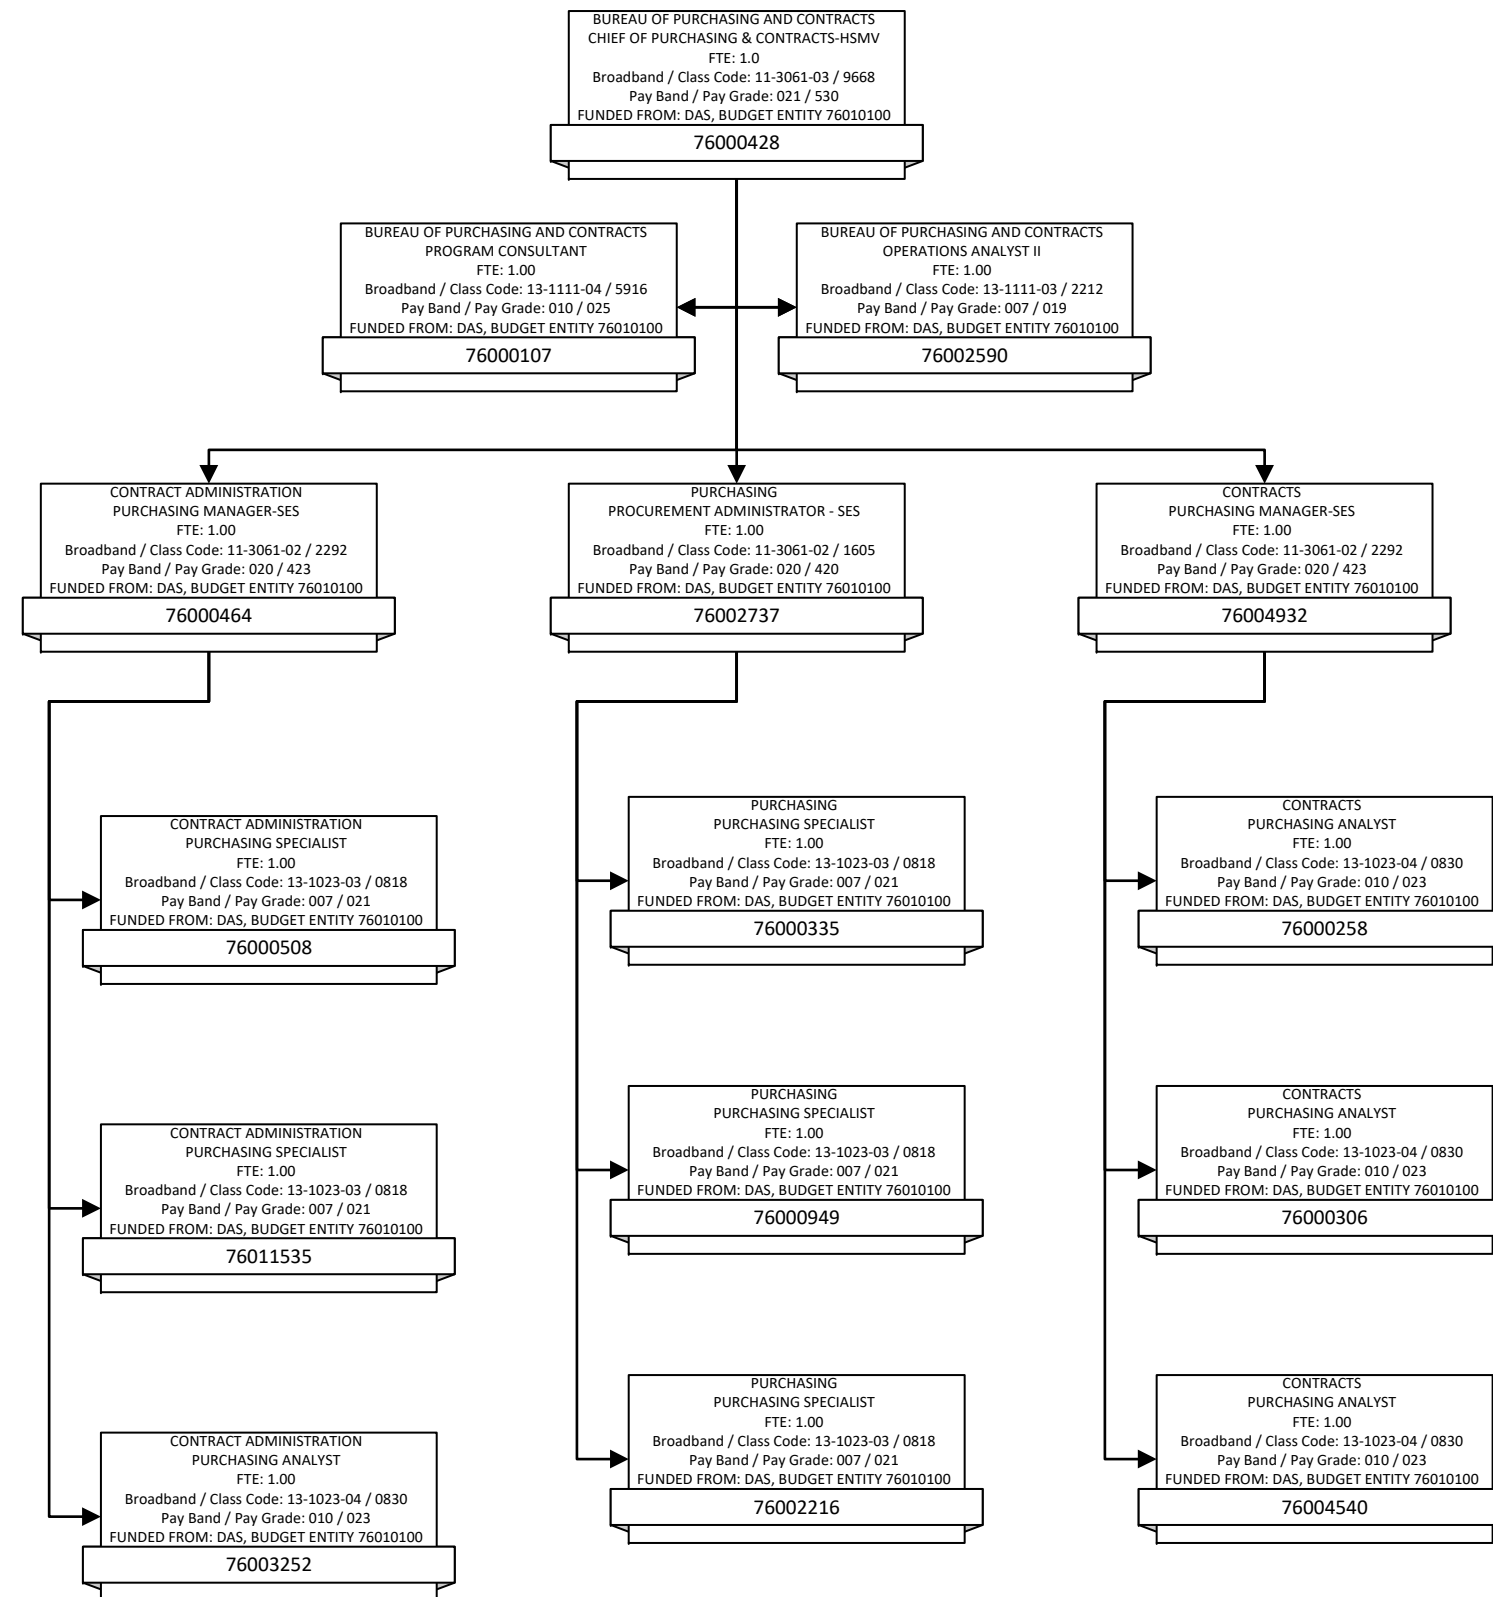 BUREAU OF PURCHASING AND CONTRACTS
CHIEF OF PURCHASING & CONTRACTS-HSMV
FTE: 1.0
Broadband / Class Code: 11-3061-03 / 9668
Pay Band / Pay Grade: 021 / 530
FUNDED FROM: DAS, BUDGET ENTITY 76010100
76000428
BUREAU OF PURCHASING AND CONTRACTS
PROGRAM CONSULTANT
FTE: 1.00
Broadband / Class Code: 13-1111-04 / 5916
Pay Band / Pay Grade: 010 / 025
FUNDED FROM: DAS, BUDGET ENTITY 76010100
76000107
BUREAU OF PURCHASING AND CONTRACTS
OPERATIONS ANALYST II
FTE: 1.00
Broadband / Class Code: 13-1111-03 / 2212
Pay Band / Pay Grade: 007 / 019
FUNDED FROM: DAS, BUDGET ENTITY 76010100
76002590
CONTRACT ADMINISTRATION
PURCHASING MANAGER-SES
FTE: 1.00
Broadband / Class Code: 11-3061-02 / 2292
Pay Band / Pay Grade: 020 / 423
FUNDED FROM: DAS, BUDGET ENTITY 76010100
76000464
PURCHASING
PROCUREMENT ADMINISTRATOR - SES
FTE: 1.00
Broadband / Class Code: 11-3061-02 / 1605
Pay Band / Pay Grade: 020 / 420
FUNDED FROM: DAS, BUDGET ENTITY 76010100
76002737
CONTRACTS
PURCHASING MANAGER-SES
FTE: 1.00
Broadband / Class Code: 11-3061-02 / 2292
Pay Band / Pay Grade: 020 / 423
FUNDED FROM: DAS, BUDGET ENTITY 76010100
76004932
CONTRACT ADMINISTRATION
PURCHASING SPECIALIST
FTE: 1.00
Broadband / Class Code: 13-1023-03 / 0818
Pay Band / Pay Grade: 007 / 021
FUNDED FROM: DAS, BUDGET ENTITY 76010100
76000508
CONTRACT ADMINISTRATION
PURCHASING SPECIALIST
FTE: 1.00
Broadband / Class Code: 13-1023-03 / 0818
Pay Band / Pay Grade: 007 / 021
FUNDED FROM: DAS, BUDGET ENTITY 76010100
76011535
CONTRACT ADMINISTRATION
PURCHASING ANALYST
FTE: 1.00
Broadband / Class Code: 13-1023-04 / 0830
Pay Band / Pay Grade: 010 / 023
FUNDED FROM: DAS, BUDGET ENTITY 76010100
76003252
PURCHASING
PURCHASING SPECIALIST
FTE: 1.00
Broadband / Class Code: 13-1023-03 / 0818
Pay Band / Pay Grade: 007 / 021
FUNDED FROM: DAS, BUDGET ENTITY 76010100
76000335
PURCHASING
PURCHASING SPECIALIST
FTE: 1.00
Broadband / Class Code: 13-1023-03 / 0818
Pay Band / Pay Grade: 007 / 021
FUNDED FROM: DAS, BUDGET ENTITY 76010100
76000949
PURCHASING
PURCHASING SPECIALIST
FTE: 1.00
Broadband / Class Code: 13-1023-03 / 0818
Pay Band / Pay Grade: 007 / 021
FUNDED FROM: DAS, BUDGET ENTITY 76010100
76002216
CONTRACTS
PURCHASING ANALYST
FTE: 1.00
Broadband / Class Code: 13-1023-04 / 0830
Pay Band / Pay Grade: 010 / 023
FUNDED FROM: DAS, BUDGET ENTITY 76010100
76000258
CONTRACTS
PURCHASING ANALYST
FTE: 1.00
Broadband / Class Code: 13-1023-04 / 0830
Pay Band / Pay Grade: 010 / 023
FUNDED FROM: DAS, BUDGET ENTITY 76010100
76000306
CONTRACTS
PURCHASING ANALYST
FTE: 1.00
Broadband / Class Code: 13-1023-04 / 0830
Pay Band / Pay Grade: 010 / 023
FUNDED FROM: DAS, BUDGET ENTITY 76010100
76004540